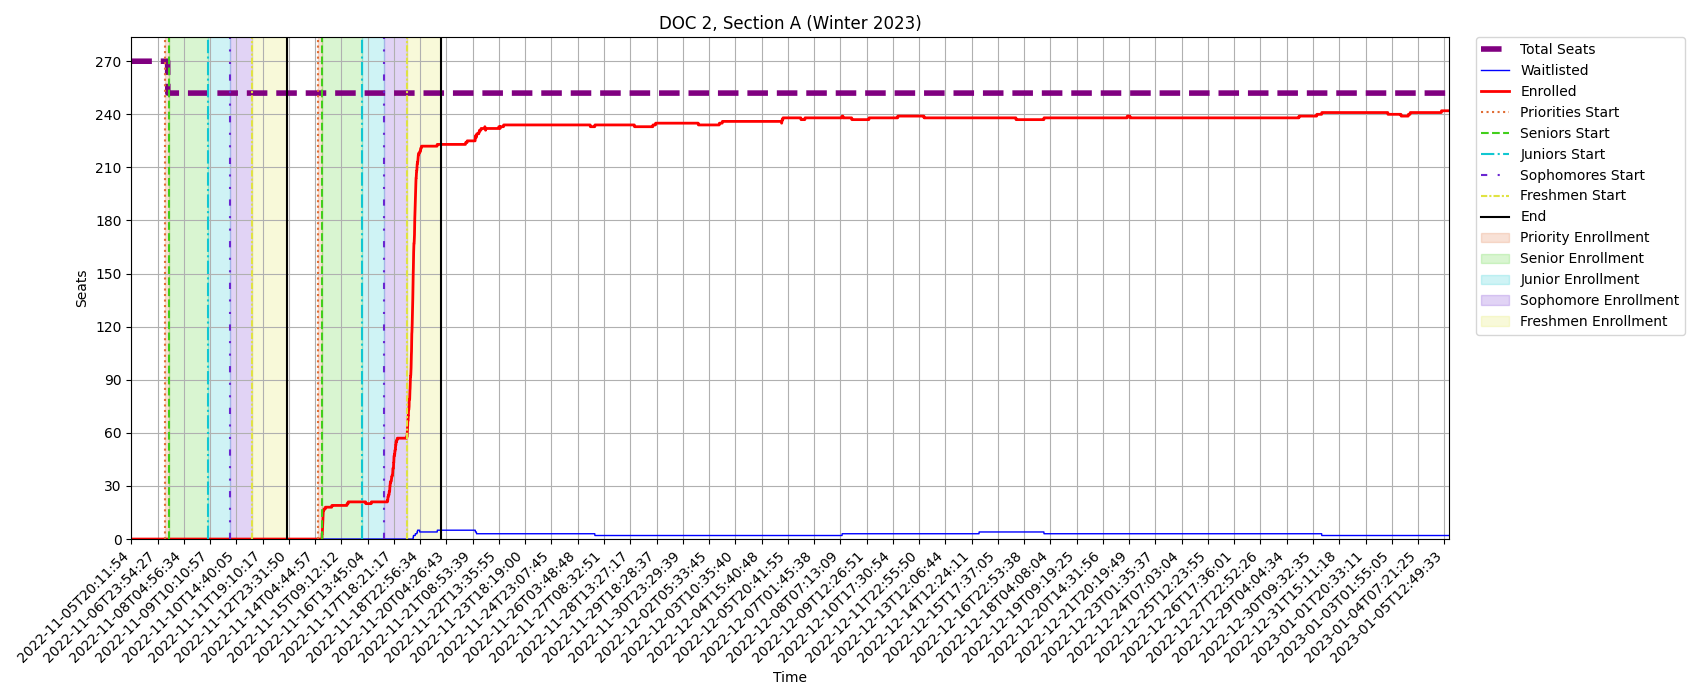 DOC 2, Section A (Winter 2023)
Seats
270
240
210
180
150
120
90
60
30
0
2022-11-05T20:11:54
2022-11-06T23:54:27
2022-11-08T04:56:34
2022-11-09T10:10:57
2022-11-10T14:40:05
2022-11-11T19:10:17
2022-11-12T23:31:50
2022-11-14T04:44:57
2022-11-15T09:12:12
2022-11-16T13:45:04
2022-11-17T18:21:17
2022-11-18T22:56:34
2022-11-20T04:26:43
2022-11-21T08:53:39
2022-11-22T13:35:55
2022-11-23T18:19:00
2022-11-24T23:07:45
2022-11-26T03:48:48
2022-11-27T08:32:51
2022-11-28T13:27:17
2022-11-29T18:28:37
2022-11-30T23:29:39
2022-12-02T05:33:45
2022-12-03T10:35:40
2022-12-04T15:40:48
2022-12-05T20:41:55
2022-12-07T01:45:38
2022-12-08T07:13:09
2022-12-09T12:26:51
2022-12-10T17:30:54
2022-12-11T22:55:50
2022-12-13T12:06:44
2022-12-14T12:24:11
2022-12-15T17:37:05
2022-12-16T22:53:38
2022-12-18T04:08:04
2022-12-19T09:19:25
2022-12-20T14:31:56
2022-12-21T20:19:49
2022-12-23T01:35:37
2022-12-24T07:03:04
2022-12-25T12:23:55
2022-12-26T17:36:01
2022-12-27T22:52:26
2022-12-29T04:04:34
2022-12-30T09:32:35
2022-12-31T15:11:18
2023-01-01T20:33:11
2023-01-03T01:55:05
2023-01-04T07:21:25
2023-01-05T12:49:33
Time
Total Seats
Waitlisted
Enrolled
Priorities Start
Seniors Start
Juniors Start
Sophomores Start
Freshmen Start
End
Priority Enrollment
Senior Enrollment
Junior Enrollment
Sophomore Enrollment
Freshmen Enrollment